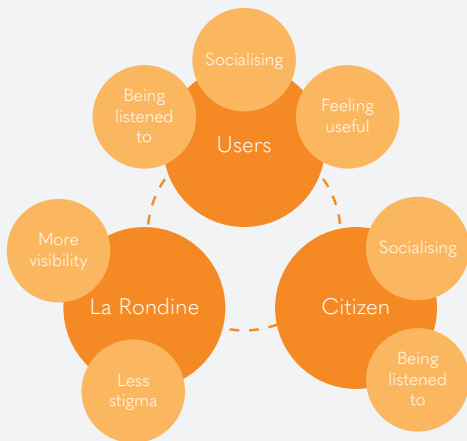 Socialising
Being
listened
to
Feeling
useful
Users
More
visibility
La Rondine
Less
stigma
Socialising
Citizen
Being
listened
to